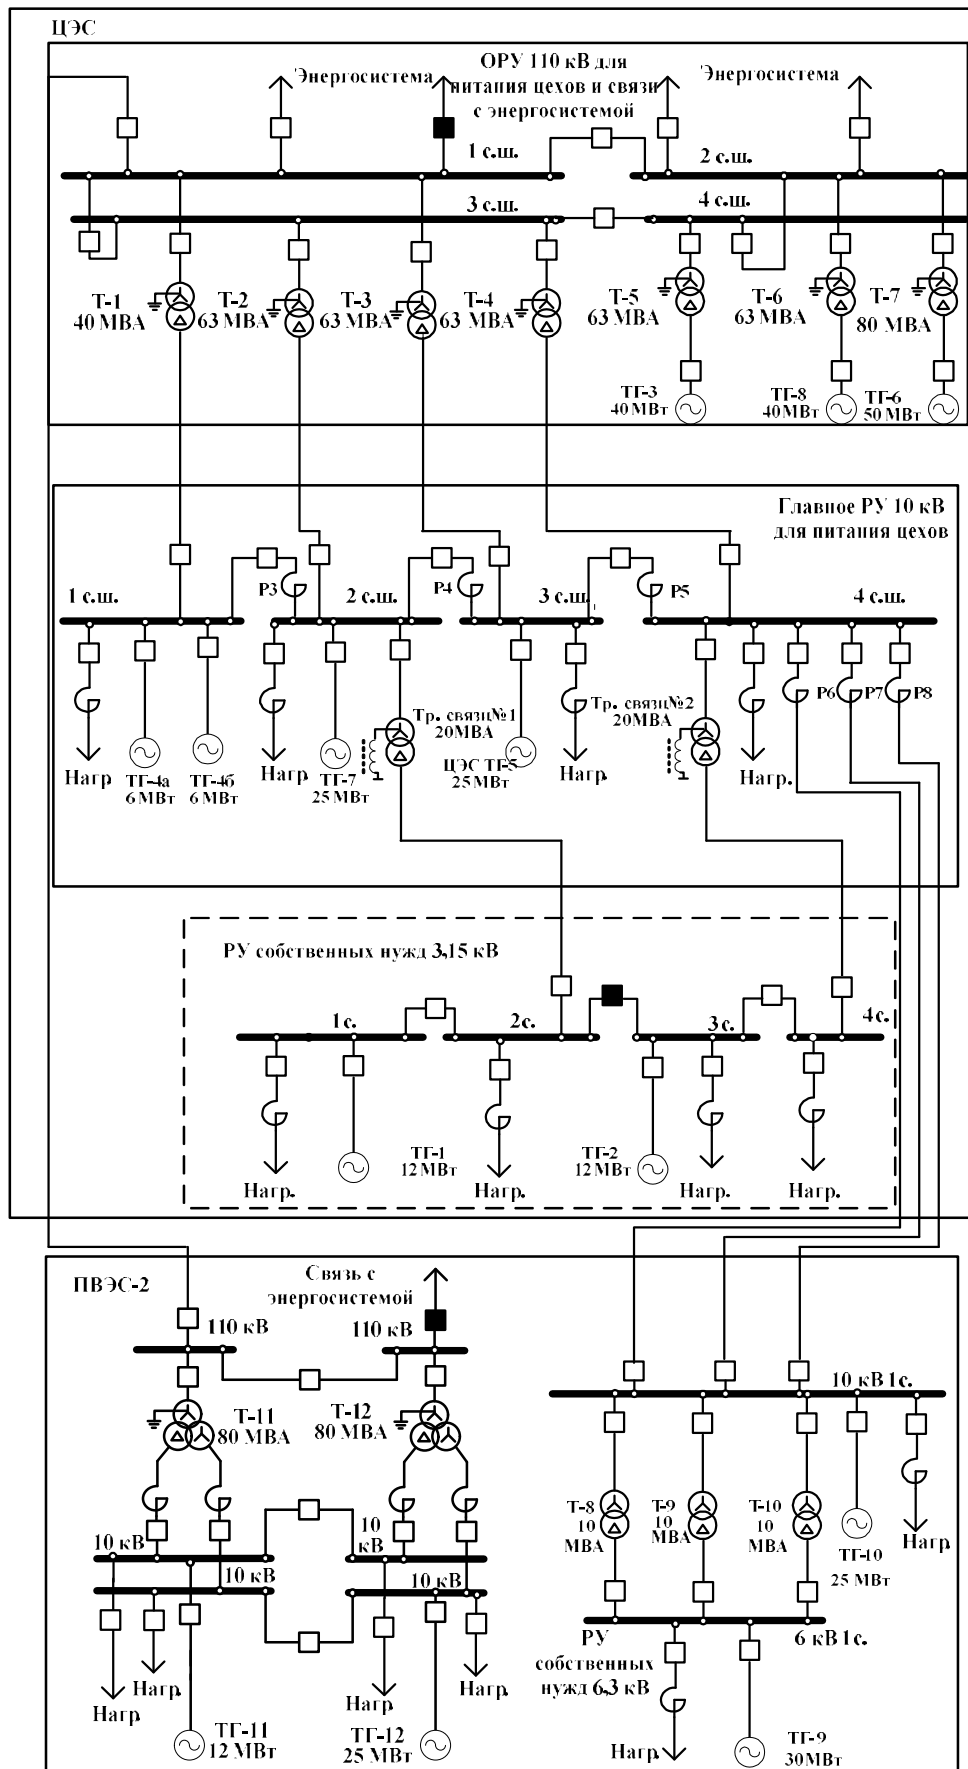 ЦЭС
ОРУ 110 кВ для
питания цехов и связи
с энергосистемой
Энергосистема
Энергосистема
1 с.ш.
2 с.ш.
3 с.ш.
4 с.ш.
Т-1
40 МВА
Т-2
63 МВА
Т-3
63 МВА
Т-4
63 МВА
Т-5
63 МВА
Т-6
63 МВА
Т-7
80 МВА
ТГ-3
40 МВт
ТГ-8
40 МВт
ТГ-6
50 МВт
Главное РУ 10 кВ
для питания цехов
1 с.ш.
Р3
2 с.ш.
Р4
3 с.ш.
Р5
4 с.ш.
Р6
Р7
Р8
Тр. связи№1
20МВА
Тр. связи№2
20МВА
Нагр.
ТГ-4а
6 МВт
ТГ-4б
6 МВт
Нагр.
ТГ-7
25 МВт
ЦЭС ТГ-5
25 МВт
Нагр.
Нагр.
РУ собственных нужд 3,15 кВ
1с.
2с.
3с.
4с.
ТГ-1
12 МВт
ТГ-2
12 МВт
Нагр.
Нагр.
Нагр.
Нагр.
ПВЭС-2
Связь с
энергосистемой
110 кВ
110 кВ
10 кВ 1с.
Т-11
80 МВА
Т-12
80 МВА
Т-8
10
МВА
Т-9
10
МВА
Т-10
10
МВА
ТГ-10
25 МВт
Нагр.
10 кВ
10
кВ
10 кВ
10 кВ
РУ
собственных
нужд 6,3 кВ
6 кВ 1с.
Нагр.
Нагр.
Нагр.
Нагр.
ТГ-11
12 МВт
ТГ-12
25 МВт
Нагр.
ТГ-9
30МВт